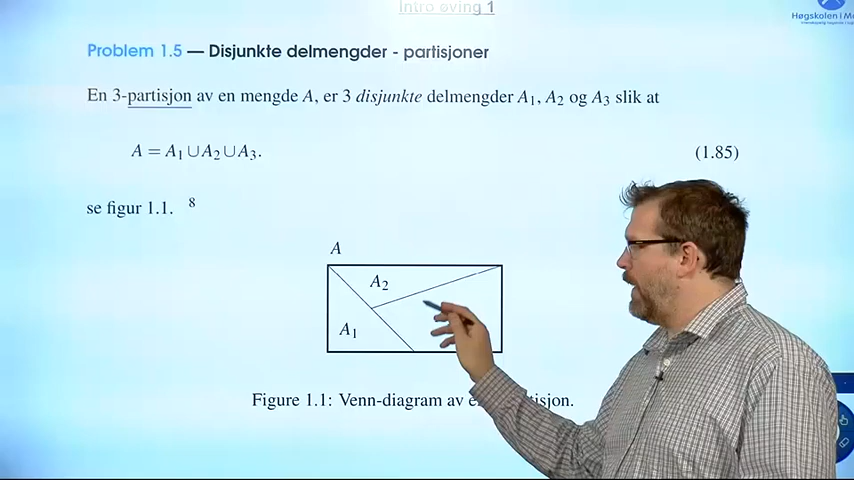 Intro øving 1
Høgskolen i Mo
Problem 1.5 — Disjunkte delmengder - partisjoner
En 3-partisjon av en mengde A, er 3 disjunkte delmengder A₁, A₂ og A₃ slik at
A = A₁ ∪ A₂ ∪ A₃. (1.85)
se figur 1.1. ⁸
A
A₂
A₁
Figure 1.1: Venn-diagram av